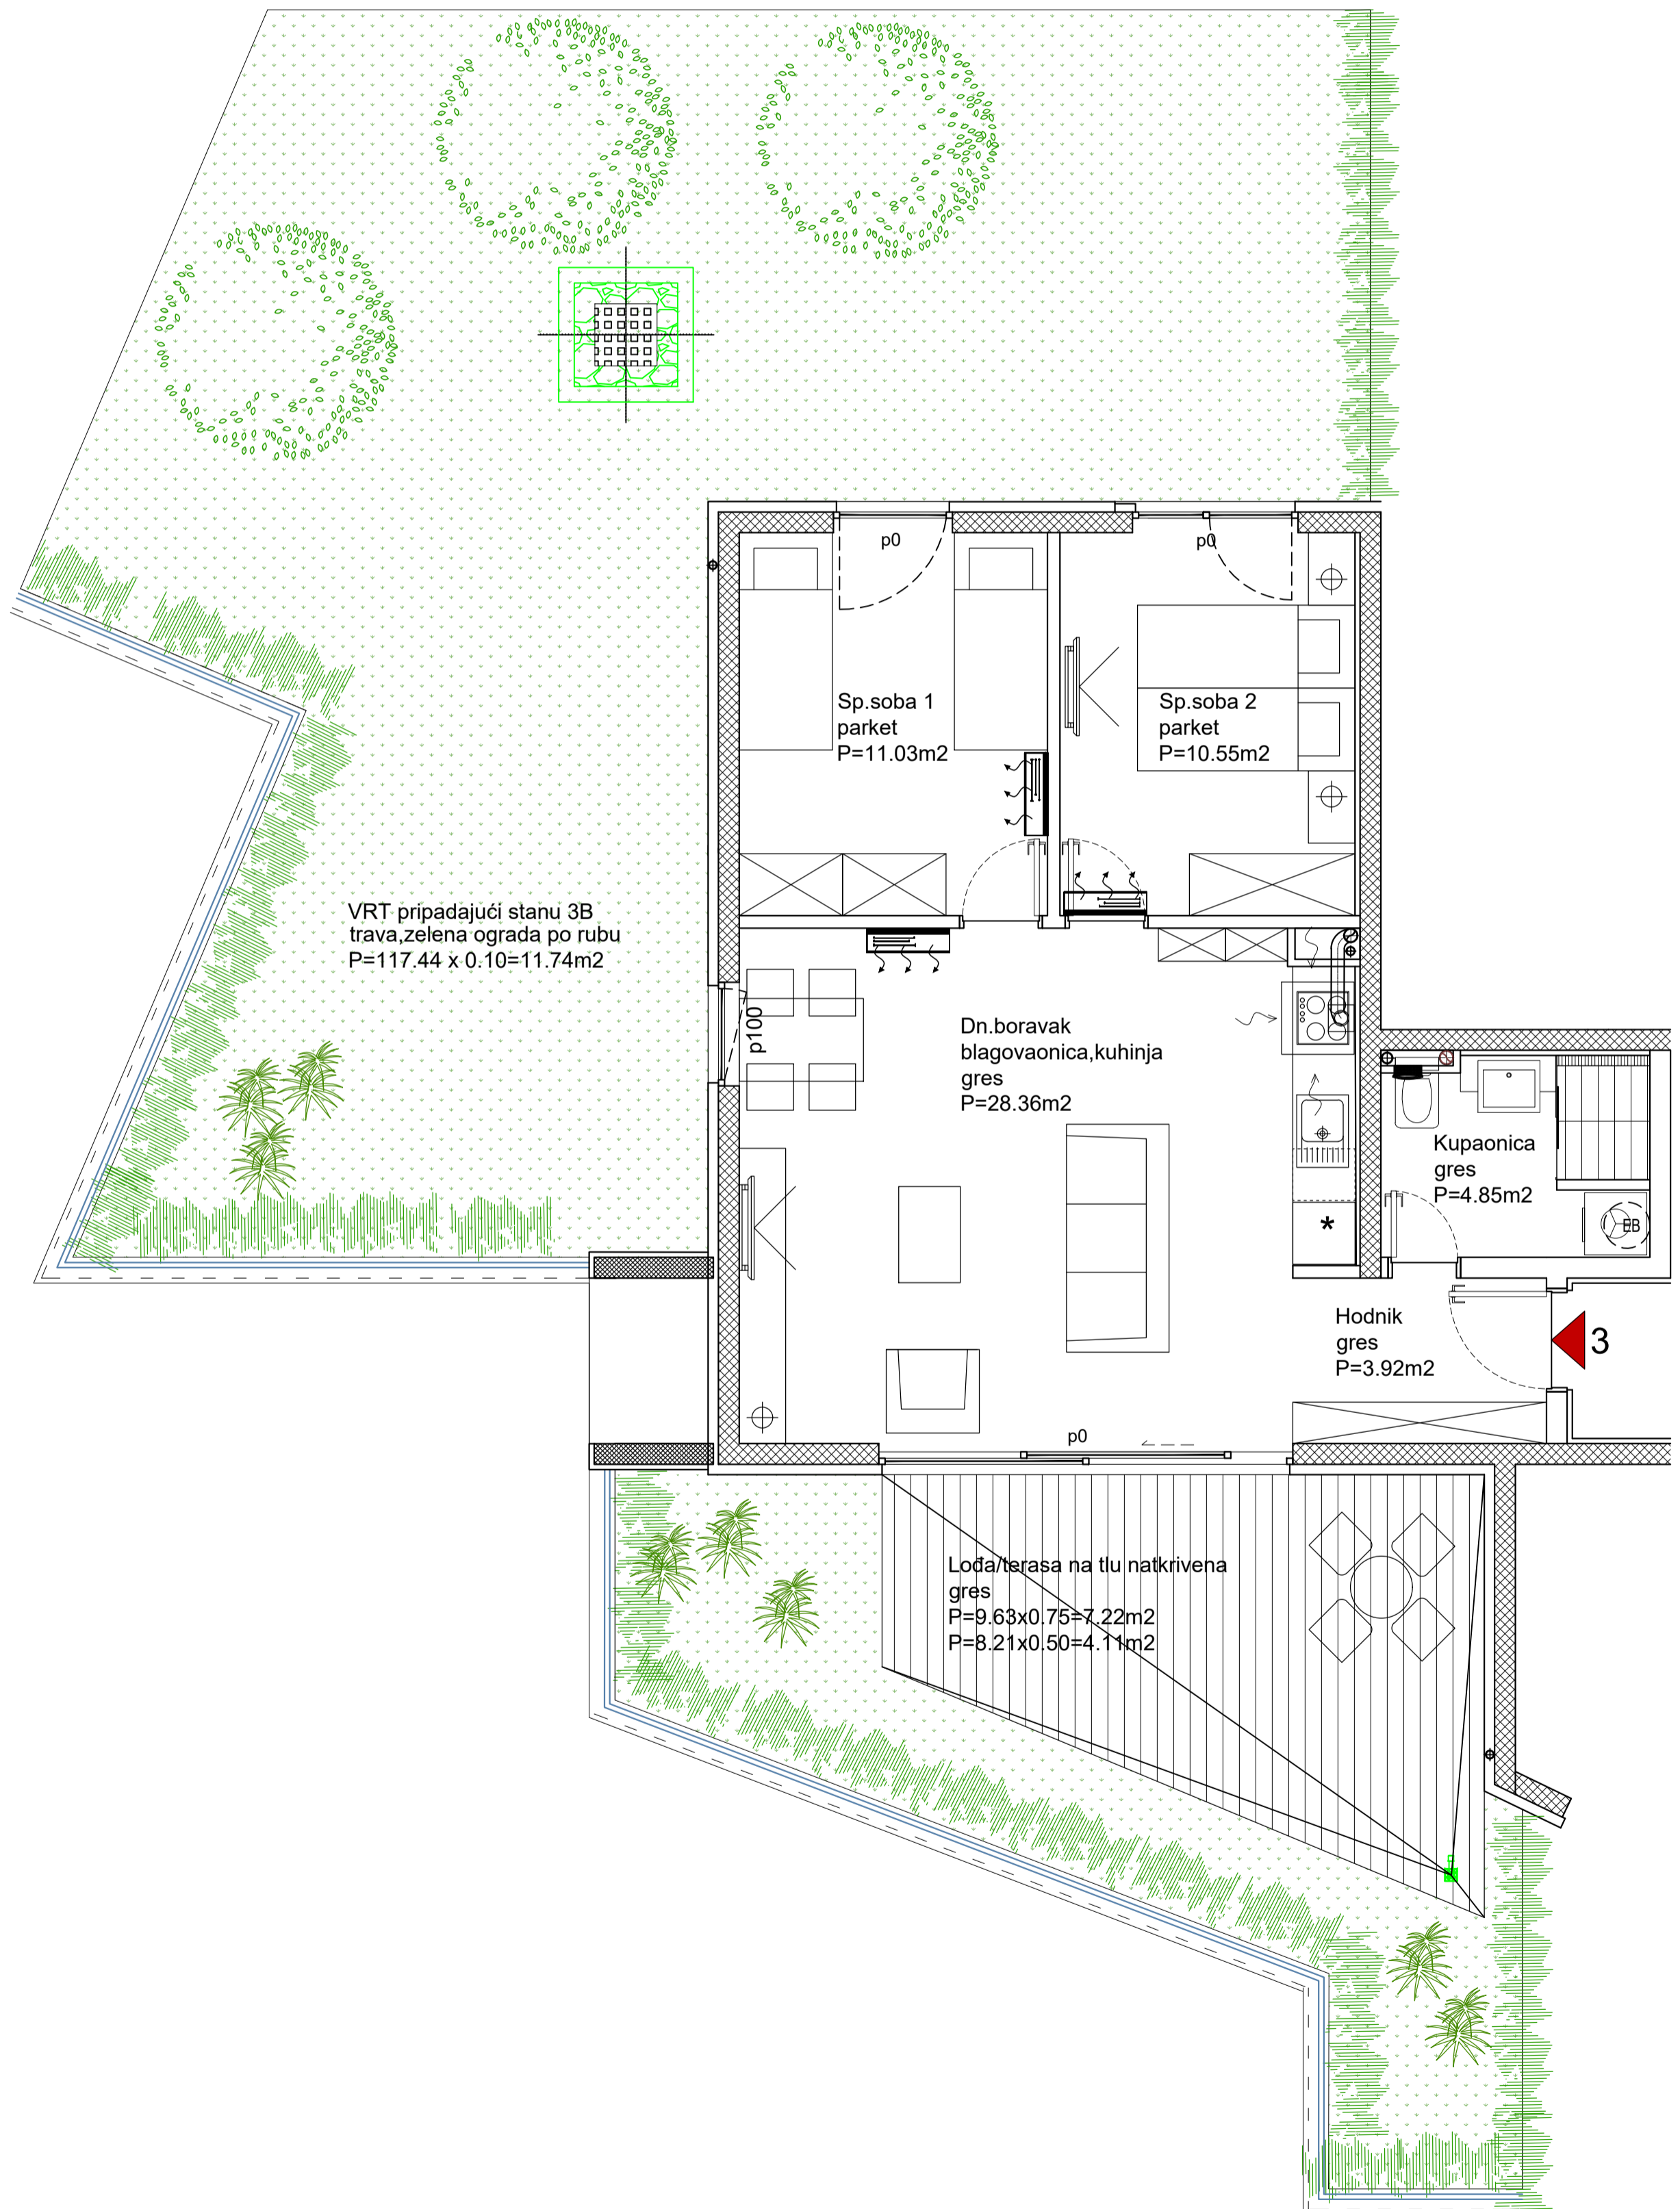 p0
p0
Sp.soba 1
parket
P=11.03m2
Sp.soba 2
parket
P=10.55m2
VRT pripadajući stanu 3B
trava,zelena ograda po rubu
P=117.44 x 0.10=11.74m2
p100
Dn.boravak
blagovaonica,kuhinja
gres
P=28.36m2
Kupaonica
gres
P=4.85m2
EB
*
Hodnik
gres
P=3.92m2
3
p0
Lođa/terasa na tlu natkrivena
gres
P=9.63x0.75=7.22m2
P=8.21x0.50=4.11m2